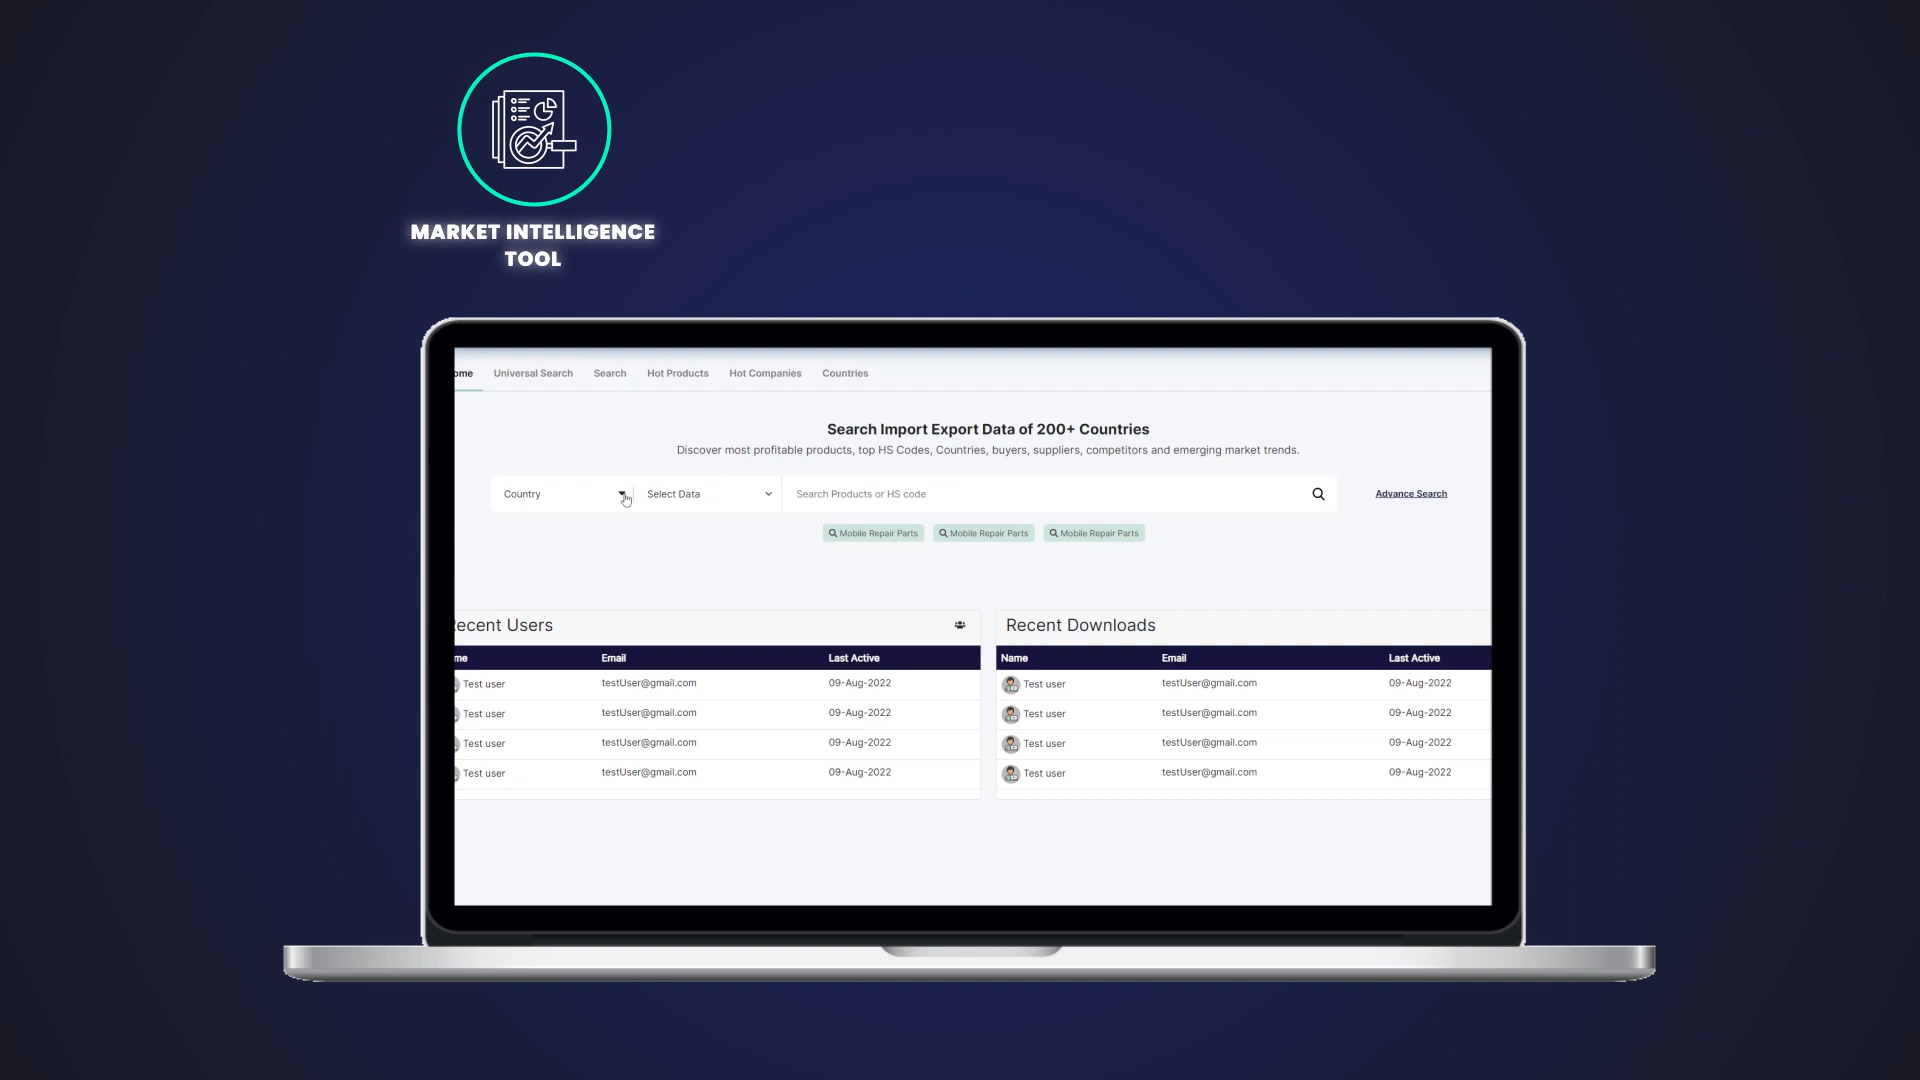 MARKET INTELLIGENCE
TOOL
ome Universal Search Search Hot Products Hot Companies Countries
Search Import Export Data of 200+ Countries
Discover most profitable products, top HS Codes, Countries, buyers, suppliers, competitors and emerging market trends.
Country Select Data Search Products or HS code Advance Search
Mobile Repair Parts Mobile Repair Parts Mobile Repair Parts
ecent Users Recent Downloads
me Email Last Active Name Email Last Active
Test user testUser@gmail.com 09-Aug-2022 Test user testUser@gmail.com 09-Aug-2022
Test user testUser@gmail.com 09-Aug-2022 Test user testUser@gmail.com 09-Aug-2022
Test user testUser@gmail.com 09-Aug-2022 Test user testUser@gmail.com 09-Aug-2022
Test user testUser@gmail.com 09-Aug-2022 Test user testUser@gmail.com 09-Aug-2022